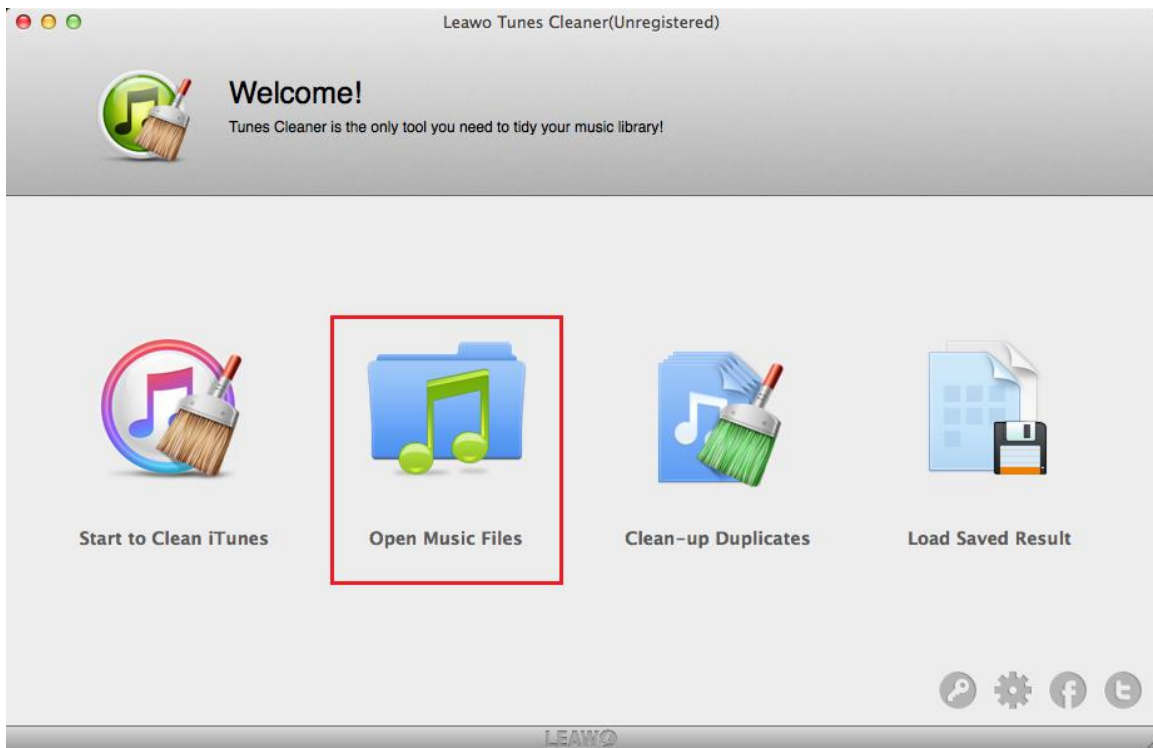 Leawo Tunes Cleaner(Unregistered)
Welcome!
Tunes Cleaner is the only tool you need to tidy your music library!
Start to Clean iTunes
Open Music Files
Clean-up Duplicates
Load Saved Result
LEAWO